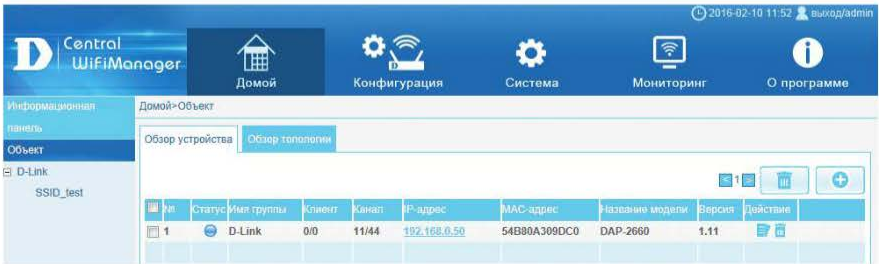 2016-02-10 11:52 выход/admin
D Central WiFiManager
Домой Конфигурация Система Мониторинг О программе
Информационная панель
Объект
D-Link
SSID_test
Домой>Объект
Обзор устройства Обзор топологии
1
№ Статус Имя группы Клиент Канал IP-адрес MAC-адрес Название модели Версия Действие
1 D-Link 0/0 11/44 192.168.0.50 54B80A309DC0 DAP-2660 1.11